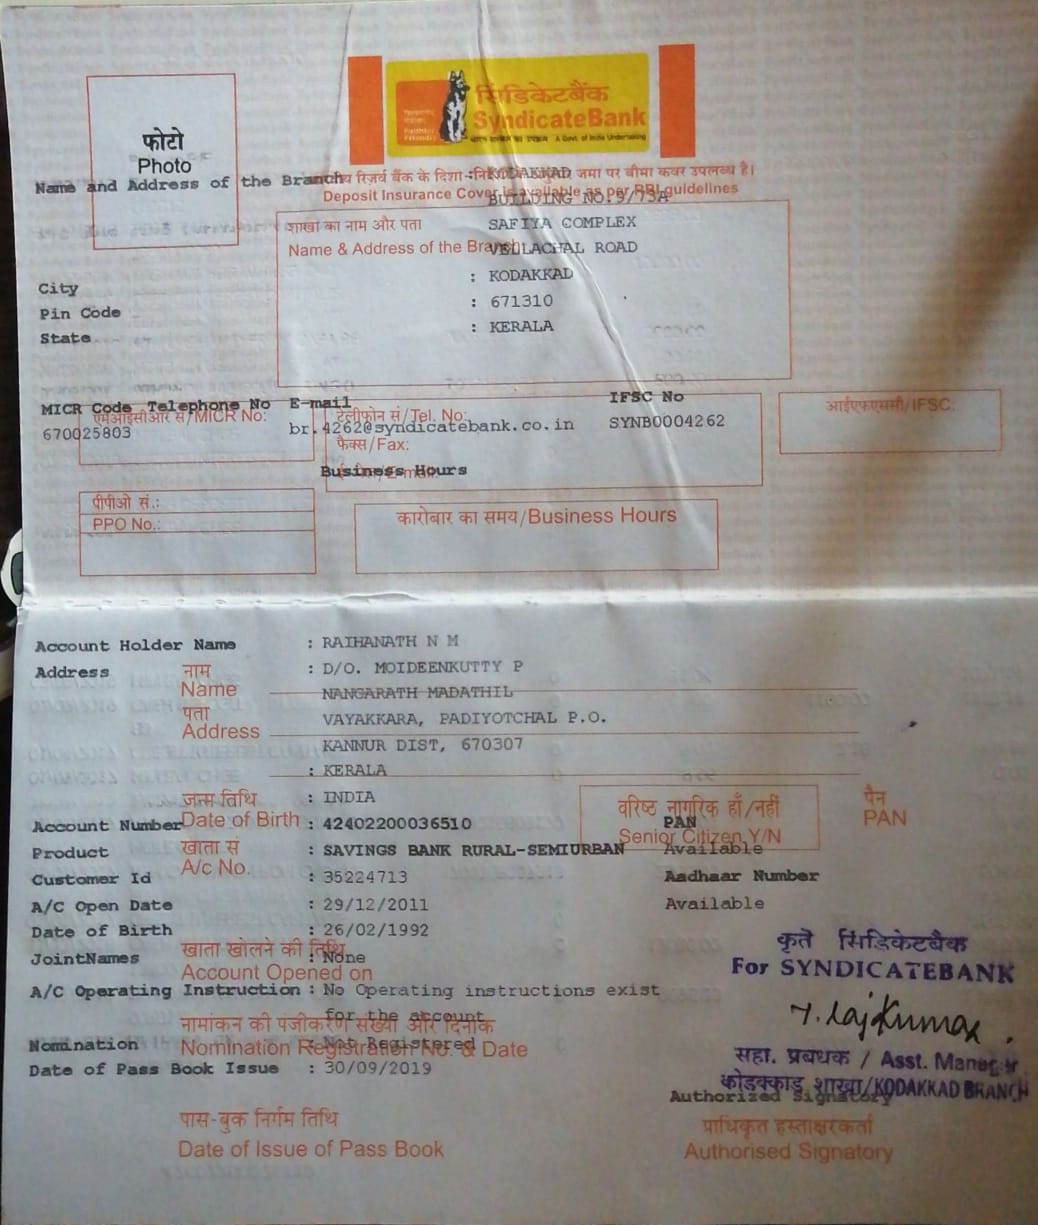 फोटो
Photo
सिंडिकेटबैंक
SyndicateBank
A Govt. of India Undertaking
रिज़र्व बैंक के दिशा-निर्देशों के अनुसार जमा पर बीमा कवर उपलब्ध है।
Deposit Insurance Cover is available as per RBI guidelines
Name and Address of the Branch : KODAKKAD
BUILDING NO:9/73A
शाखा का नाम और पता
SAFIYA COMPLEX
Name & Address of the Branch
VELLACHAL ROAD
City : KODAKKAD
Pin Code : 671310
State : KERALA
MICR Code Telephone No E-mail IFSC No
एमआईसीआर सं/MICR No: टेलीफोन सं/Tel. No: आईएफएससी/IFSC:
670025803 br.4262@syndicatebank.co.in SYNB0004262
फैक्स/Fax:
Business Hours
पीपीओ सं.:
PPO No.:
कारोबार का समय/Business Hours
Account Holder Name : RAIHANATH N M
Address : D/O. MOIDEENKUTTY P
नाम
Name
NANGARATH MADATHIL
पता
VAYAKKARA, PADIYOTCHAL P.O.
Address
KANNUR DIST, 670307
: KERALA
जन्म तिथि : INDIA
Date of Birth
वरिष्ठ नागरिक हाँ/नहीं
Senior Citizen Y/N
पैन
PAN
Account Number : 42402200036510 PAN
खाता सं
A/c No.
Product : SAVINGS BANK RURAL-SEMIURBAN Available
Customer Id : 35224713 Aadhaar Number
A/C Open Date : 29/12/2011 Available
Date of Birth : 26/02/1992
खाता खोलने की तिथि
Account Opened on
JointNames : None
A/C Operating Instruction : No Operating instructions exist
for the account
नामांकन की पंजीकरण संख्या और दिनांक
Nomination Registration No. & Date
Nomination : Not Registered
Date of Pass Book Issue : 30/09/2019
कृते सिंडिकेटबैंक
For SYNDICATEBANK
सहा. प्रबंधक / Asst. Manager
कोडक्काड शाखा/KODAKKAD BRANCH
Authorized Signatory
पास-बुक निर्गम तिथि
Date of Issue of Pass Book
प्राधिकृत हस्ताक्षरकर्ता
Authorised Signatory